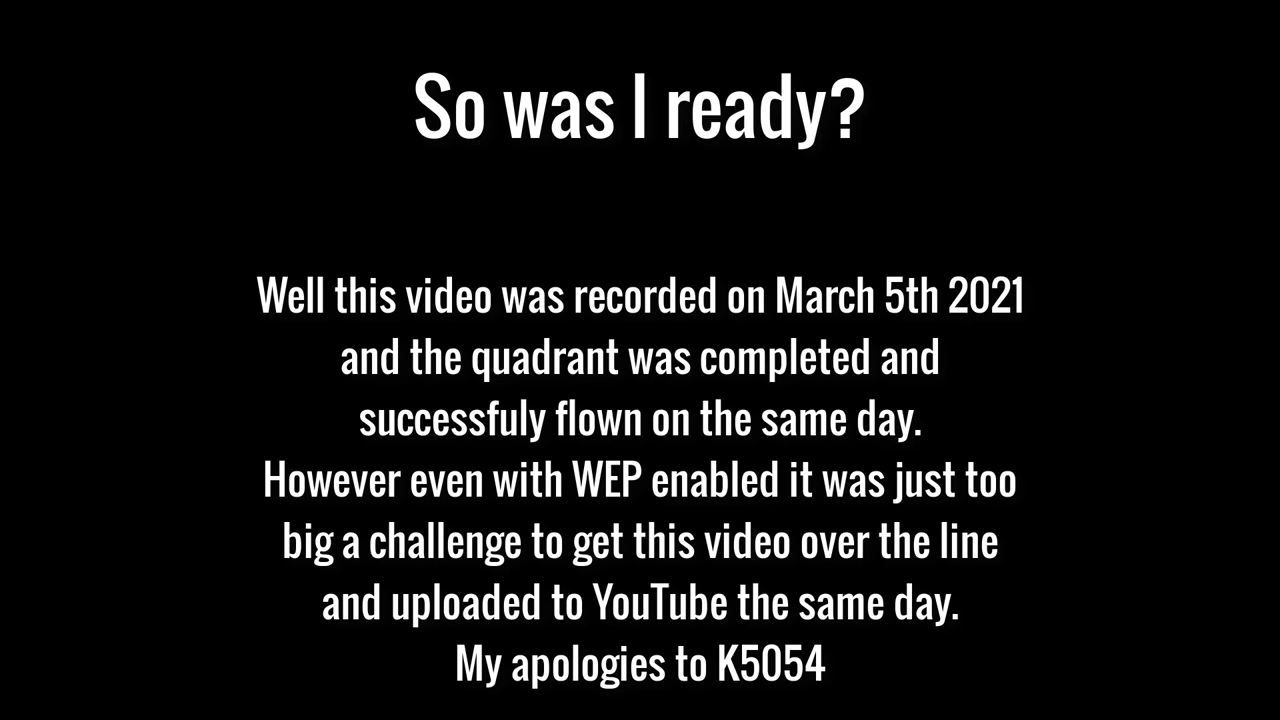 So was I ready?
Well this video was recorded on March 5th 2021
and the quadrant was completed and
successfuly flown on the same day.
However even with WEP enabled it was just too
big a challenge to get this video over the line
and uploaded to YouTube the same day.
My apologies to K5054